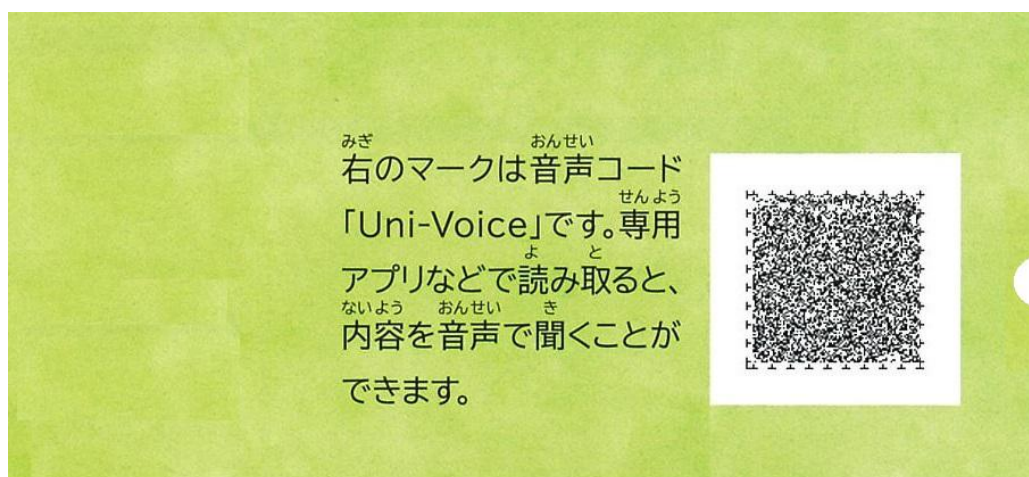 右のマークは音声コード
「Uni-Voice」です。専用
アプリなどで読み取ると、
内容を音声で聞くことが
できます。